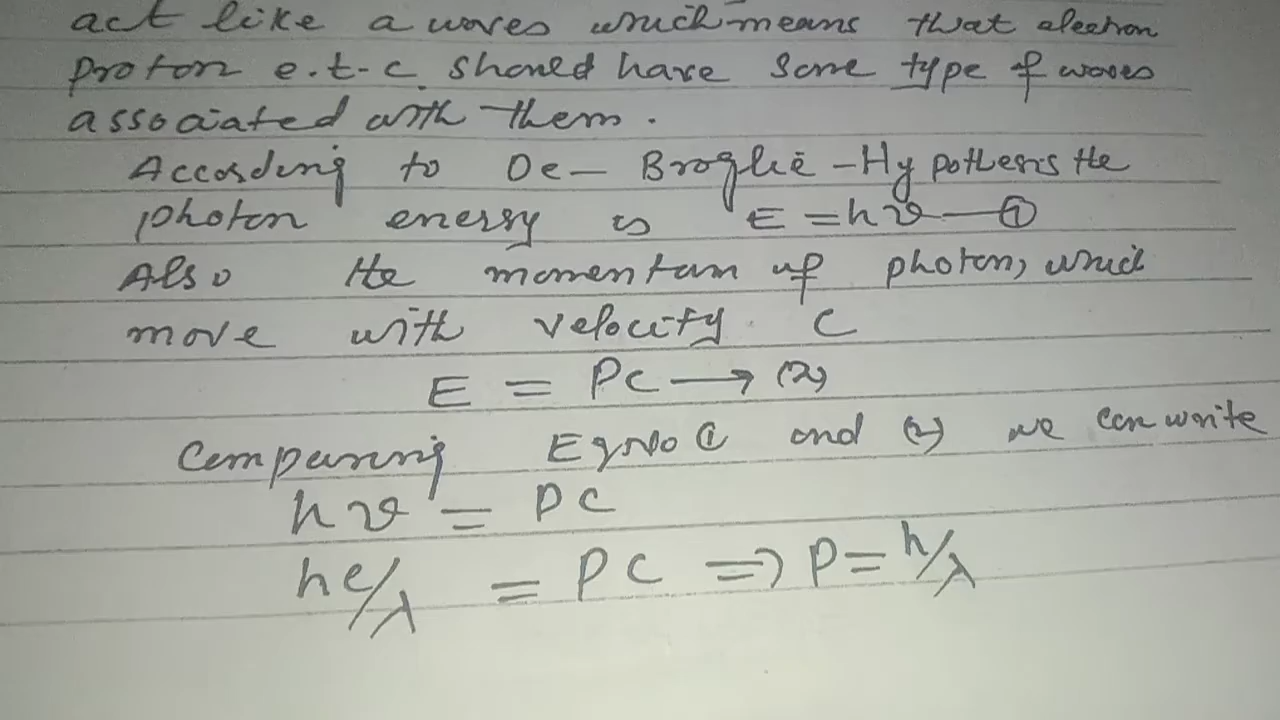 act like a waves which means that electron
Proton e.t-c should have some type of waves
associated with them.
According to De-Broglie-Hypothesis the
photon energy is E = hν — ①
Also the momentum of photon, which
move with velocity C
E = PC → (2)
Comparing Eq No ① and (2) we can write
hν = PC
hc/λ = PC ⇒ P = h/λ